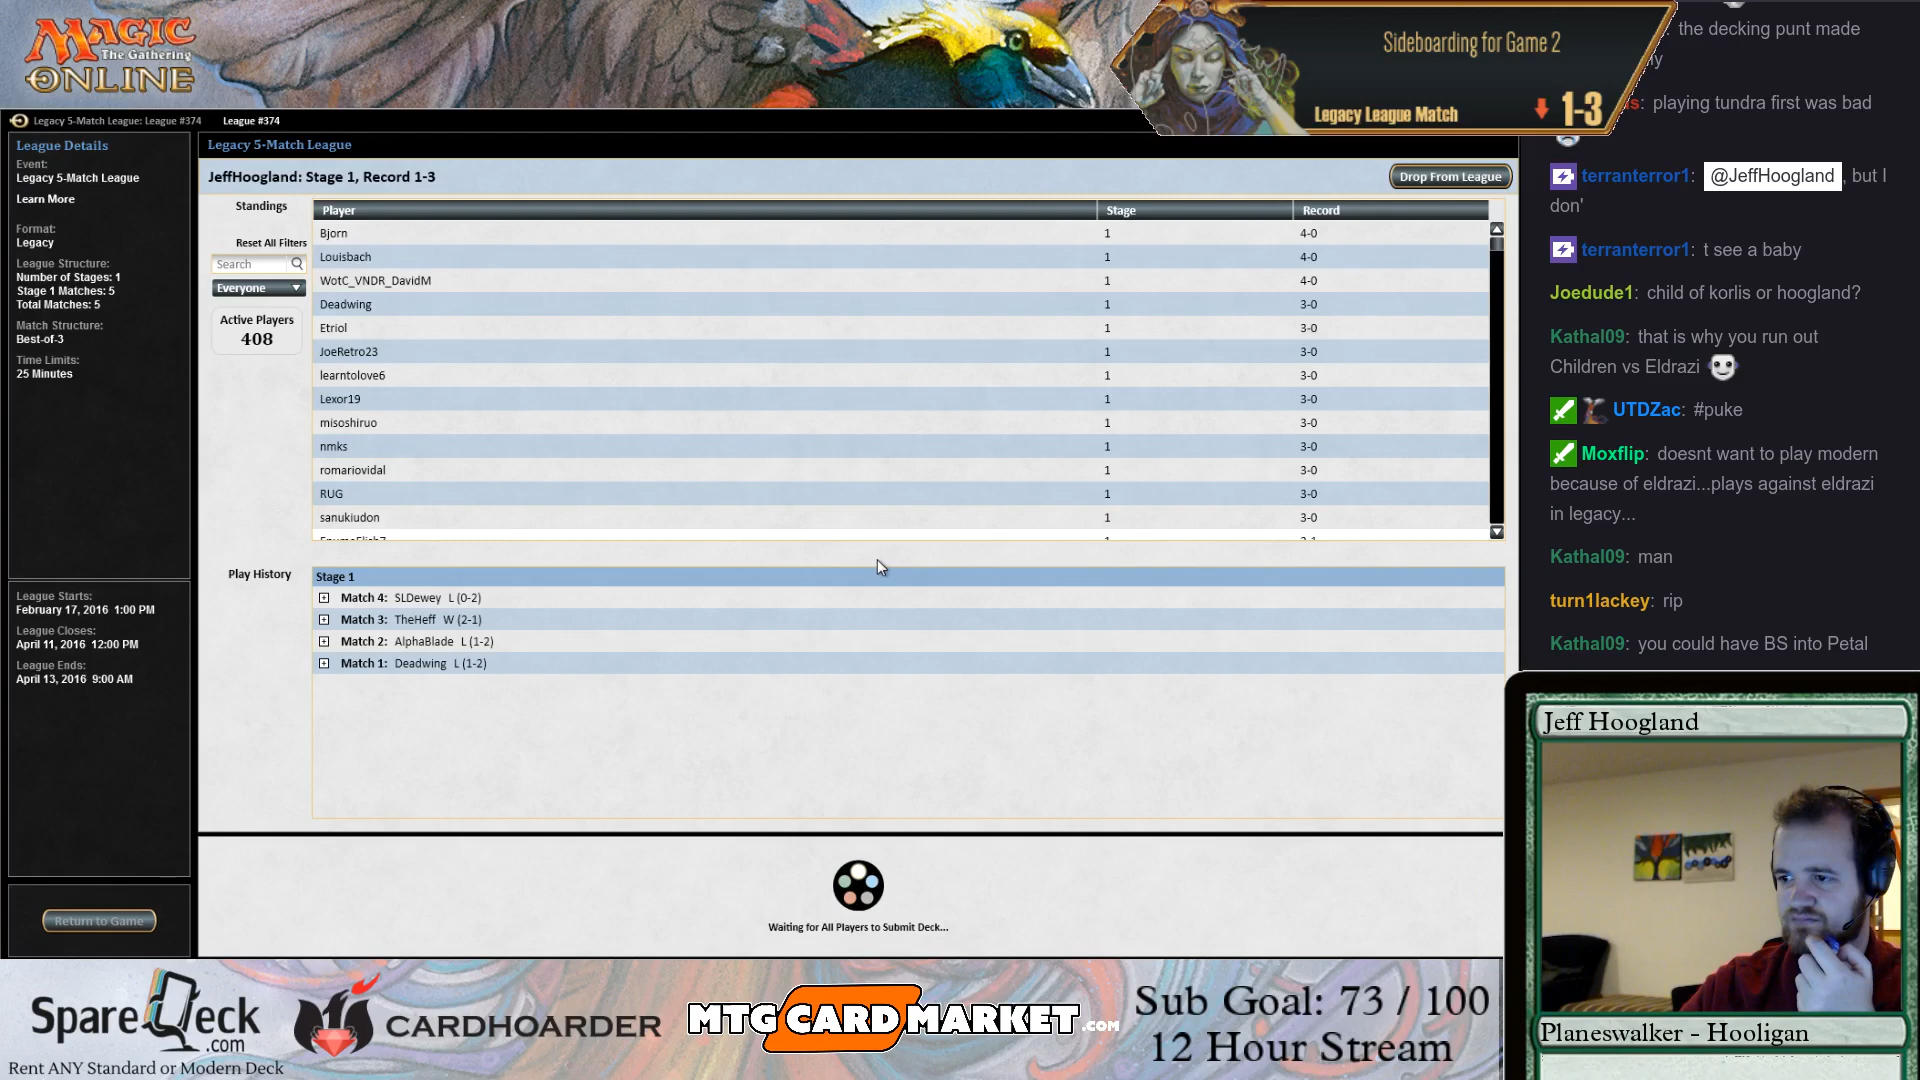 MAGIC
The Gathering
ONLINE
Sideboarding for Game 2
Legacy League Match
1-3
Legacy 5-Match League: League #374
League #374
League Details
Event:
Legacy 5-Match League
Learn More
Format:
Legacy
League Structure:
Number of Stages: 1
Stage 1 Matches: 5
Total Matches: 5
Match Structure:
Best-of-3
Time Limits:
25 Minutes
League Starts:
February 17, 2016 1:00 PM
League Closes:
April 11, 2016 12:00 PM
League Ends:
April 13, 2016 9:00 AM
Return to Game
Legacy 5-Match League
JeffHoogland: Stage 1, Record 1-3
Drop From League
Standings
Reset All Filters
Search
Everyone
Active Players
408
Player Stage Record
Bjorn 1 4-0
Louisbach 1 4-0
WotC_VNDR_DavidM 1 4-0
Deadwing 1 3-0
Etriol 1 3-0
JoeRetro23 1 3-0
learntolove6 1 3-0
Lexor19 1 3-0
misoshiruo 1 3-0
nmks 1 3-0
romariovidal 1 3-0
RUG 1 3-0
sanukiudon 1 3-0
Play History
Stage 1
Match 4: SLDewey L (0-2)
Match 3: TheHeff W (2-1)
Match 2: AlphaBlade L (1-2)
Match 1: Deadwing L (1-2)
Waiting for All Players to Submit Deck...
: the decking punt made
s: playing tundra first was bad
terranterror1: @JeffHoogland , but I
don'
terranterror1: t see a baby
Joedude1: child of korlis or hoogland?
Kathal09: that is why you run out
Children vs Eldrazi
UTDZac: #puke
Moxflip: doesnt want to play modern
because of eldrazi...plays against eldrazi
in legacy...
Kathal09: man
turn1lackey: rip
Kathal09: you could have BS into Petal
Jeff Hoogland
Planeswalker - Hooligan
SpareDeck
.com
Rent ANY Standard or Modern Deck
CARDHOARDER
MTG CARD MARKET.COM
Sub Goal: 73 / 100
12 Hour Stream